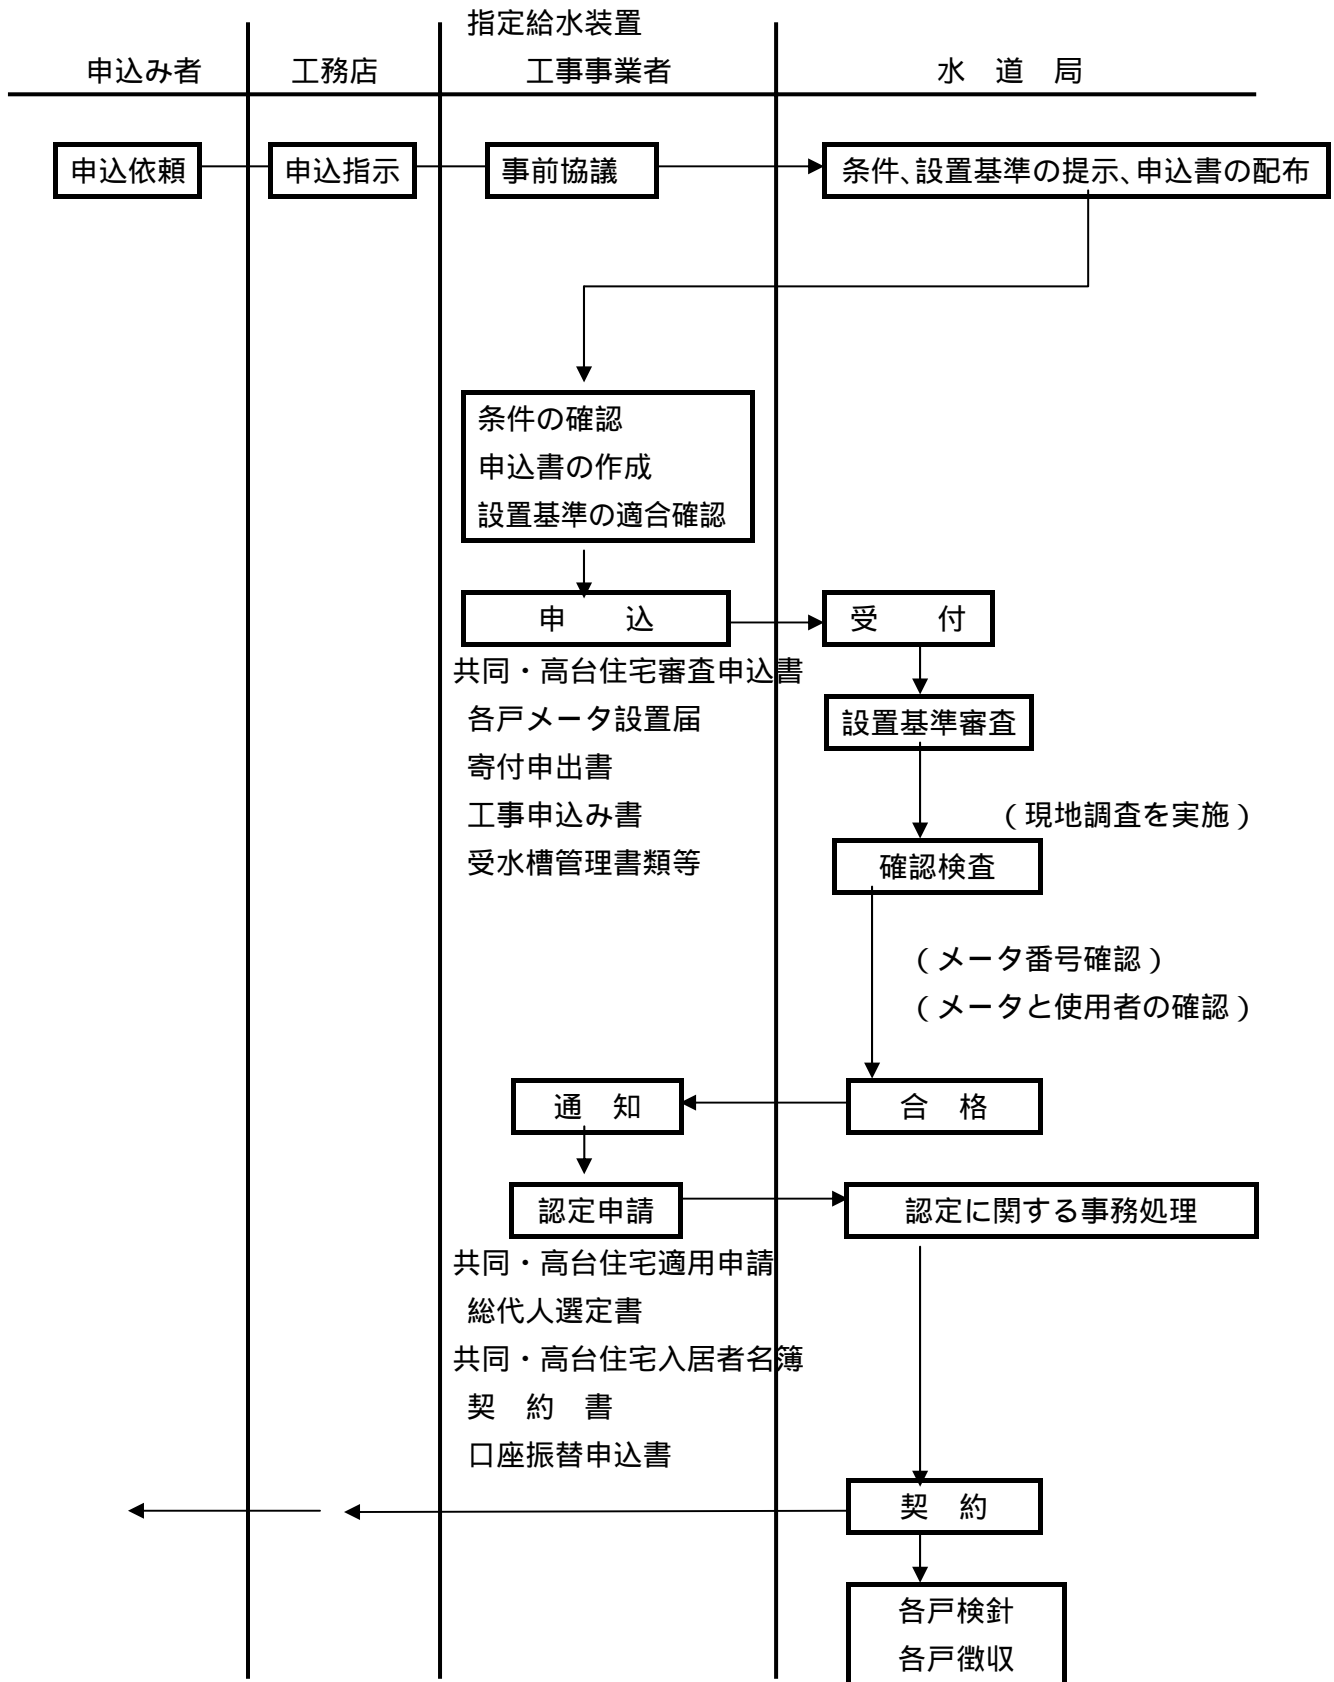 指定給水装置
申込み者 工務店 工事事業者 水 道 局
申込依頼 申込指示 事前協議 条件、設置基準の提示、申込書の配布
条件の確認
申込書の作成
設置基準の適合確認
申 込 受 付
共同・高台住宅審査申込書
各戸メータ設置届 設置基準審査
寄付申出書
工事申込み書 (現地調査を実施)
受水槽管理書類等 確認検査
(メータ番号確認)
(メータと使用者の確認)
通 知 合 格
認定申請 認定に関する事務処理
共同・高台住宅適用申請
総代人選定書
共同・高台住宅入居者名簿
契 約 書
口座振替申込書
契 約
各戸検針
各戸徴収